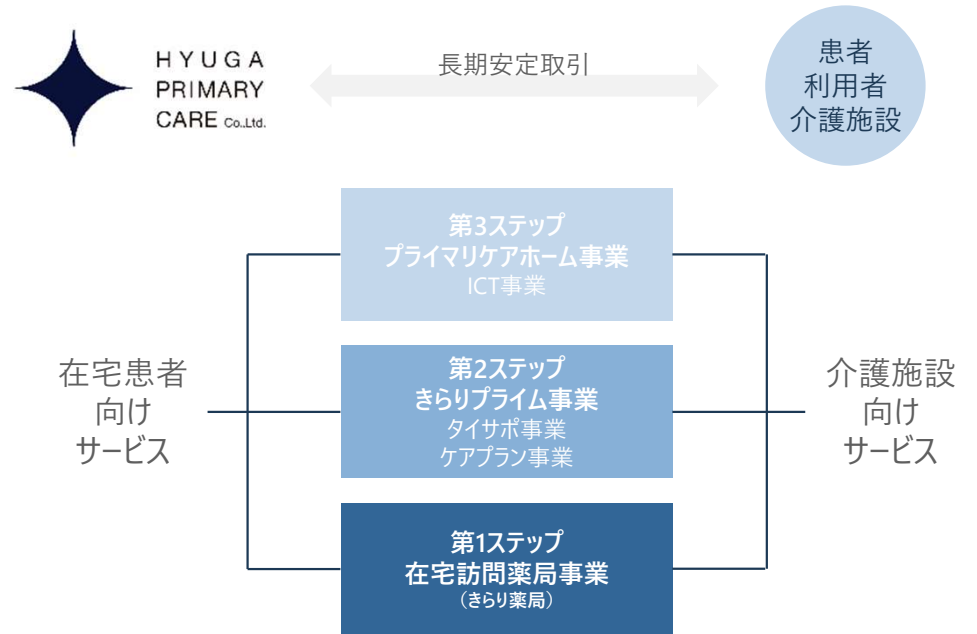 HYUGA
PRIMARY
CARE Co.,Ltd.
長期安定取引
患者
利用者
介護施設
第3ステップ
プライマリケアホーム事業
ICT事業
在宅患者
向け
サービス
第2ステップ
きらりプライム事業
タイサポ事業
ケアプラン事業
介護施設
向け
サービス
第1ステップ
在宅訪問薬局事業
（きらり薬局）